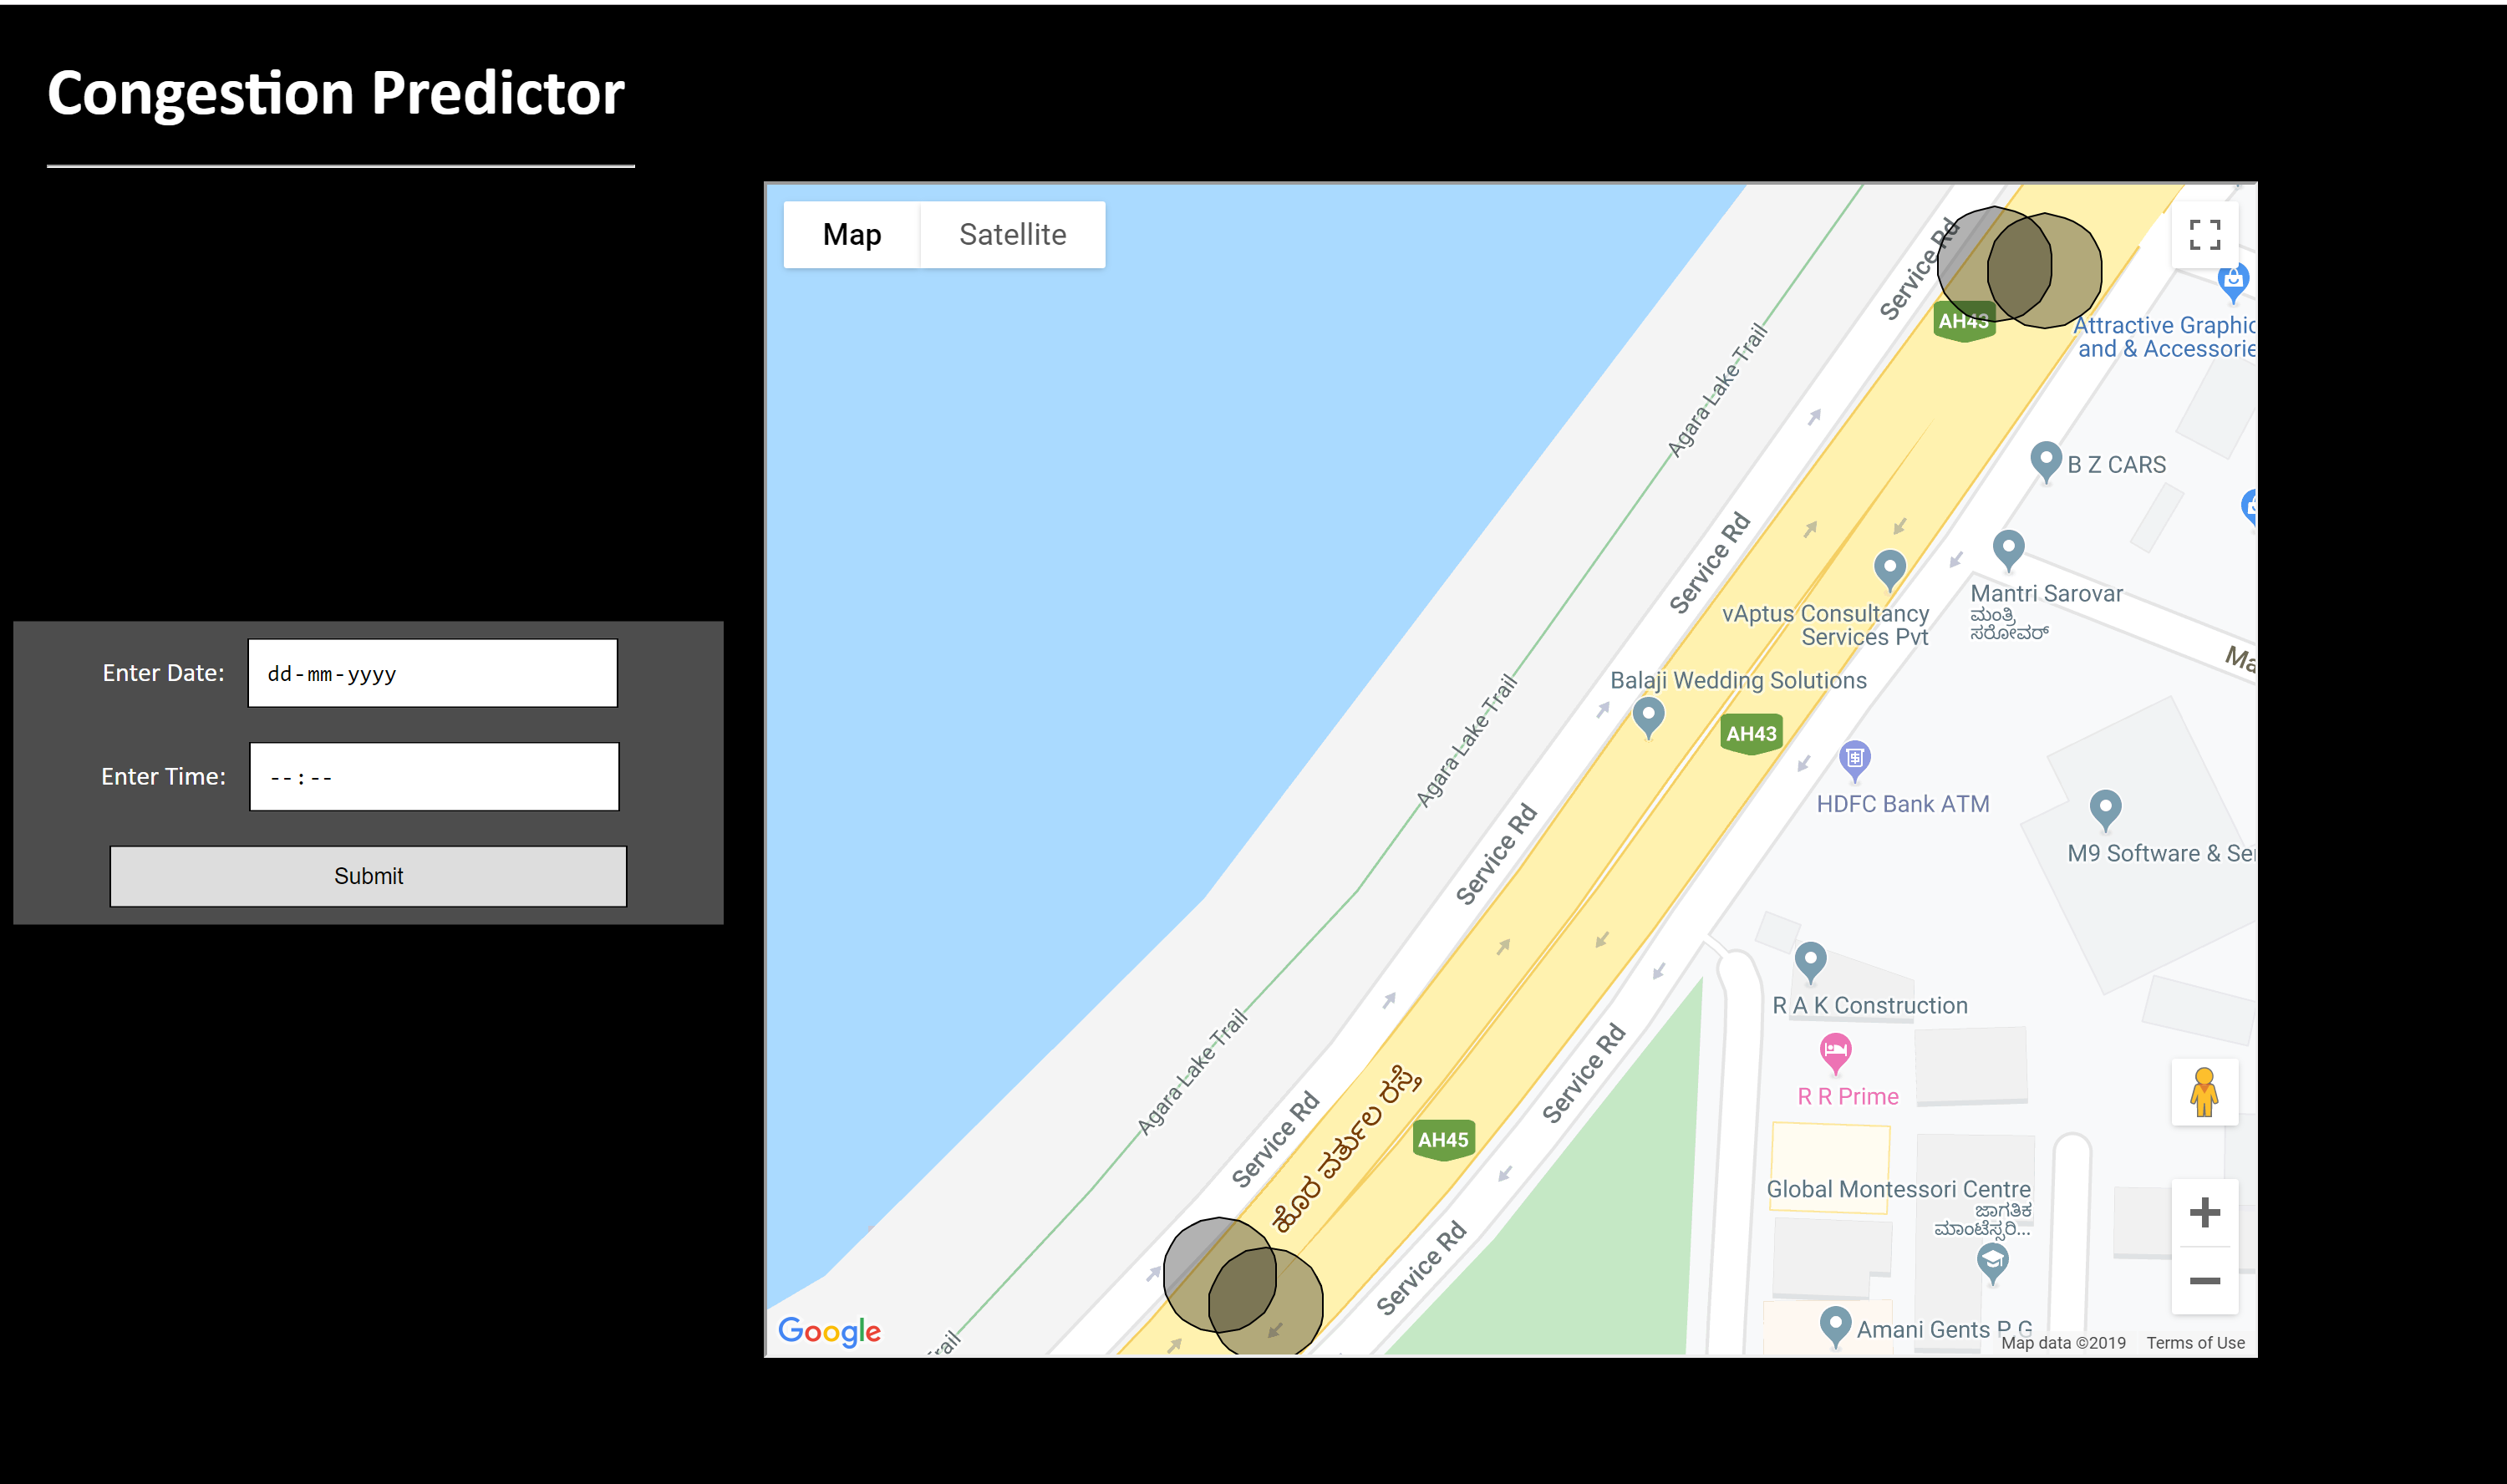 Congestion Predictor
Enter Date:
dd-mm-yyyy
Enter Time:
--:--
Submit
Map
Satellite
Service Rd
AH43
Attractive Graphic
and & Accessorie
Agara Lake Trail
B Z CARS
Service Rd
Mantri Sarovar
ಮಂತ್ರಿ
ಸರೋವರ್
vAptus Consultancy
Services Pvt
Ma
Balaji Wedding Solutions
Agara Lake Trail
AH43
HDFC Bank ATM
Service Rd
M9 Software & Ser
R A K Construction
Agara Lake Trail
Service Rd
R R Prime
Service Rd
ಹೊರ ವರ್ತುಲ ರಸ್ತೆ
AH45
Global Montessori Centre
ಜಾಗತಿಕ
ಮಾಂಟೆಸ್ಸರಿ...
Service Rd
Google
rail
Amani Gents P G
Map data ©2019
Terms of Use